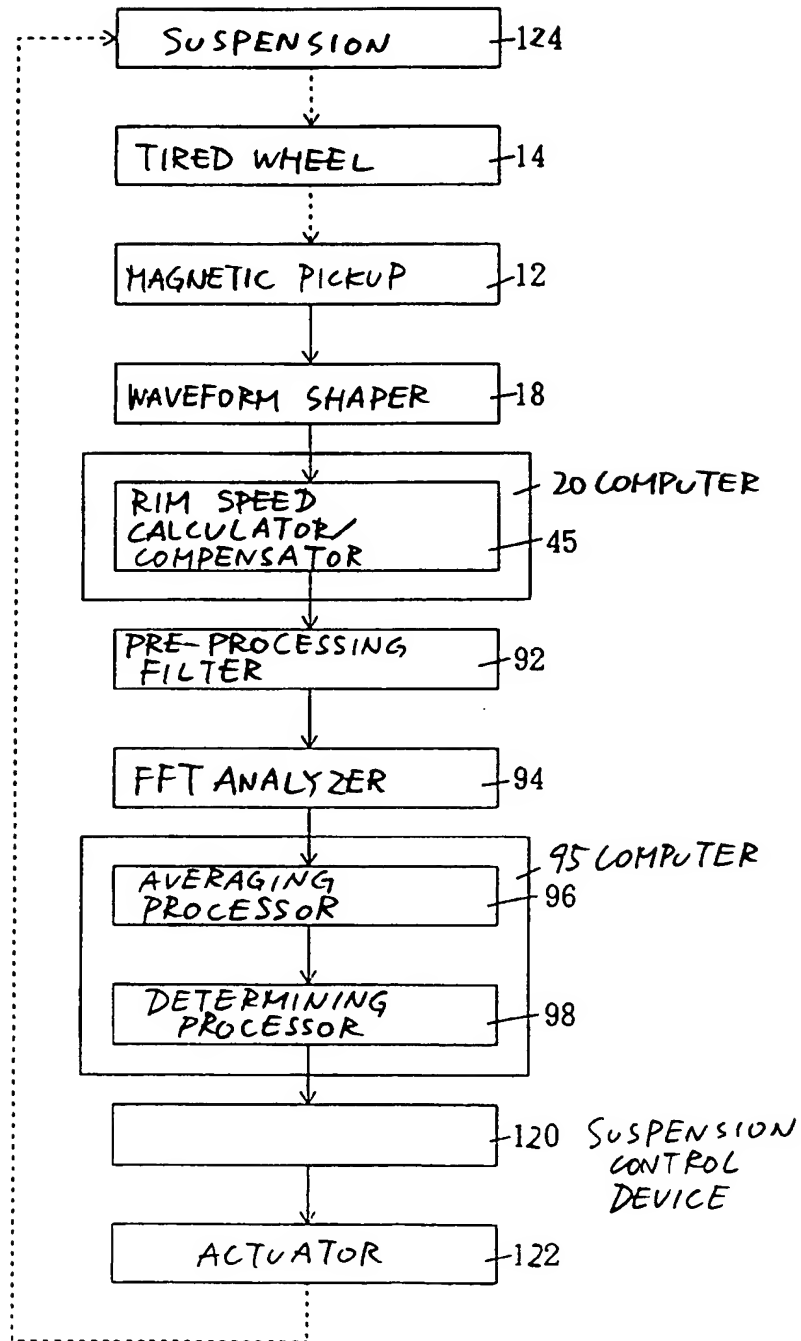 SUSPENSION 124
TIRED WHEEL 14
MAGNETIC PICKUP 12
WAVEFORM SHAPER 18
20 COMPUTER
RIM SPEED
CALCULATOR/
COMPENSATOR 45
PRE-PROCESSING
FILTER 92
FFT ANALYZER 94
95 COMPUTER
AVERAGING
PROCESSOR 96
DETERMINING
PROCESSOR 98
120 SUSPENSION
CONTROL
DEVICE
ACTUATOR 122